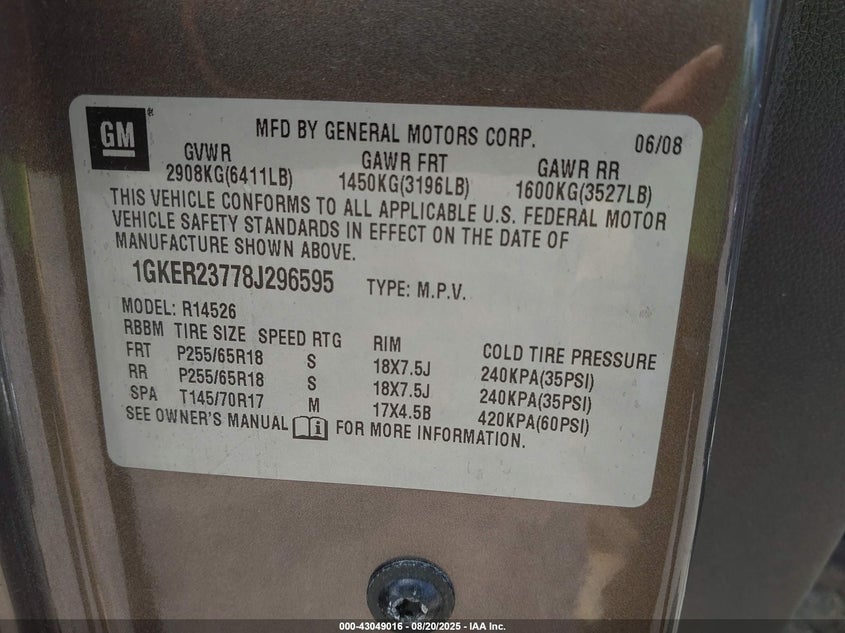 GM
MFD BY GENERAL MOTORS CORP. 06/08
GVWR GAWR FRT GAWR RR
2908KG(6411LB) 1450KG(3196LB) 1600KG(3527LB)
THIS VEHICLE CONFORMS TO ALL APPLICABLE U.S. FEDERAL MOTOR
VEHICLE SAFETY STANDARDS IN EFFECT ON THE DATE OF
MANUFACTURE SHOWN ABOVE.
1GKER23778J296595 TYPE: M.P.V.
MODEL: R14526
RBBM TIRE SIZE SPEED RTG RIM COLD TIRE PRESSURE
FRT P255/65R18 S 18X7.5J 240KPA(35PSI)
RR P255/65R18 S 18X7.5J 240KPA(35PSI)
SPA T145/70R17 M 17X4.5B 420KPA(60PSI)
SEE OWNER'S MANUAL i FOR MORE INFORMATION.
000-43049016 - 08/20/2025 - IAA Inc.